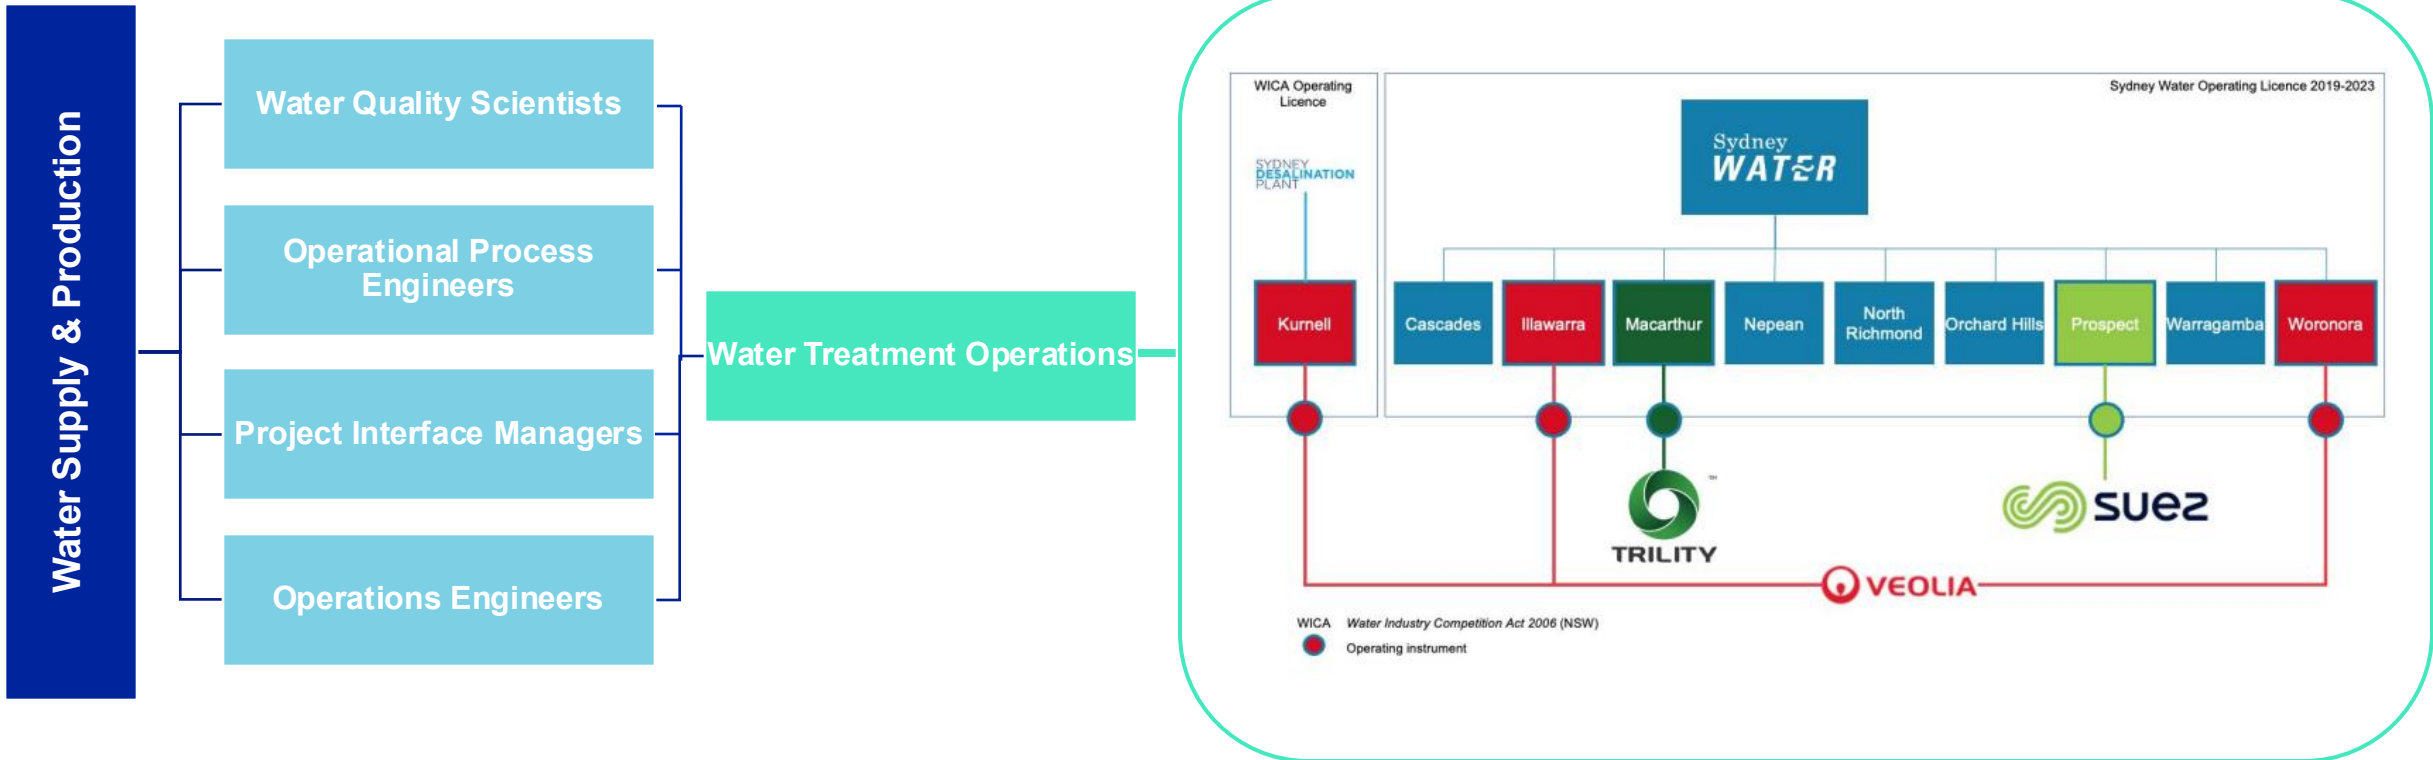 Water Supply & Production
Water Quality Scientists
Operational Process
Engineers
Project Interface Managers
Operations Engineers
Water Treatment Operations
WICA Operating
Licence
Sydney Water Operating Licence 2019-2023
SYDNEY
DESALINATION
PLANT
Sydney
WATER
Kurnell
Cascades
Illawarra
Macarthur
Nepean
North
Richmond
Orchard Hills
Prospect
Warragamba
Woronora
TM
TRILITY
suez
VEOLIA
WICA Water Industry Competition Act 2006 (NSW)
Operating instrument